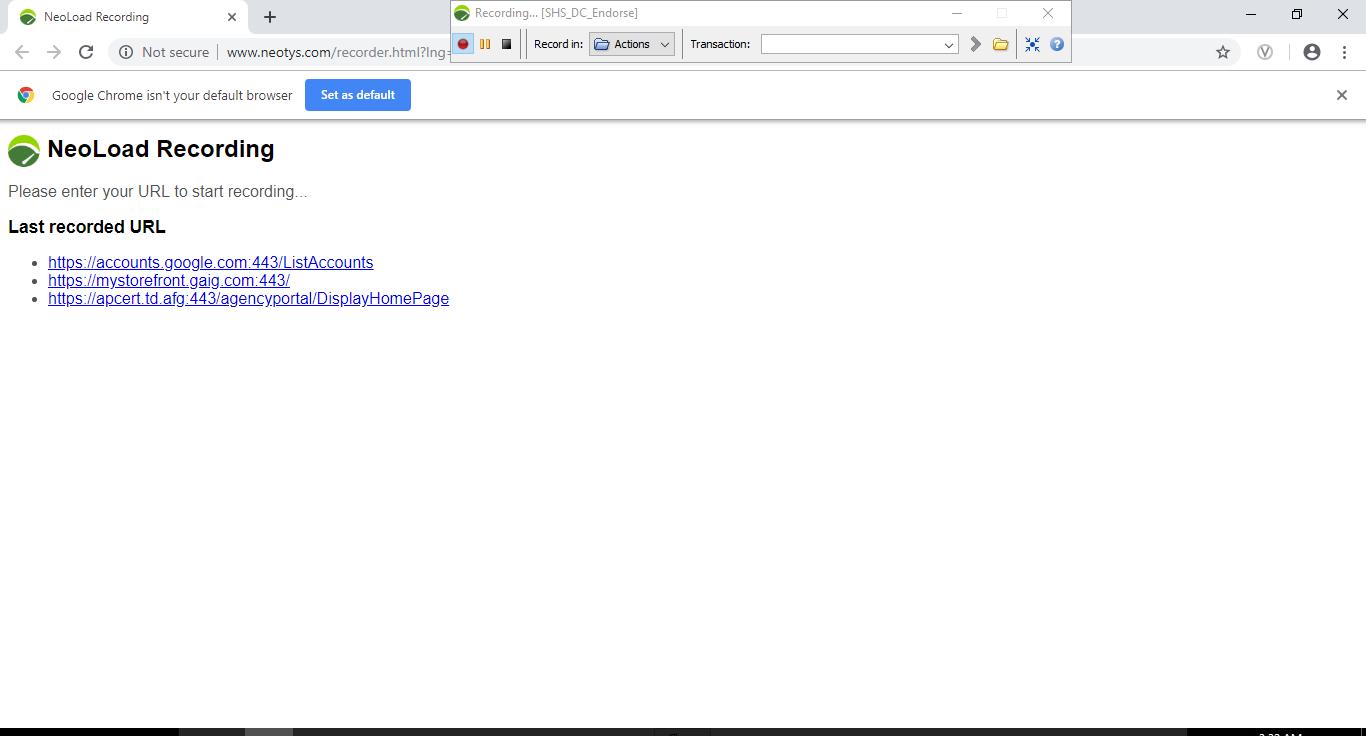 NeoLoad Recording
Recording... [SHS_DC_Endorse]
Not secure
www.neotys.com/recorder.html?lng=
Record in:
Actions
Transaction:
Google Chrome isn't your default browser
Set as default
NeoLoad Recording
Please enter your URL to start recording...
Last recorded URL
https://accounts.google.com:443/ListAccounts
https://mystorefront.gaig.com:443/
https://apcert.td.afg:443/agencyportal/DisplayHomePage